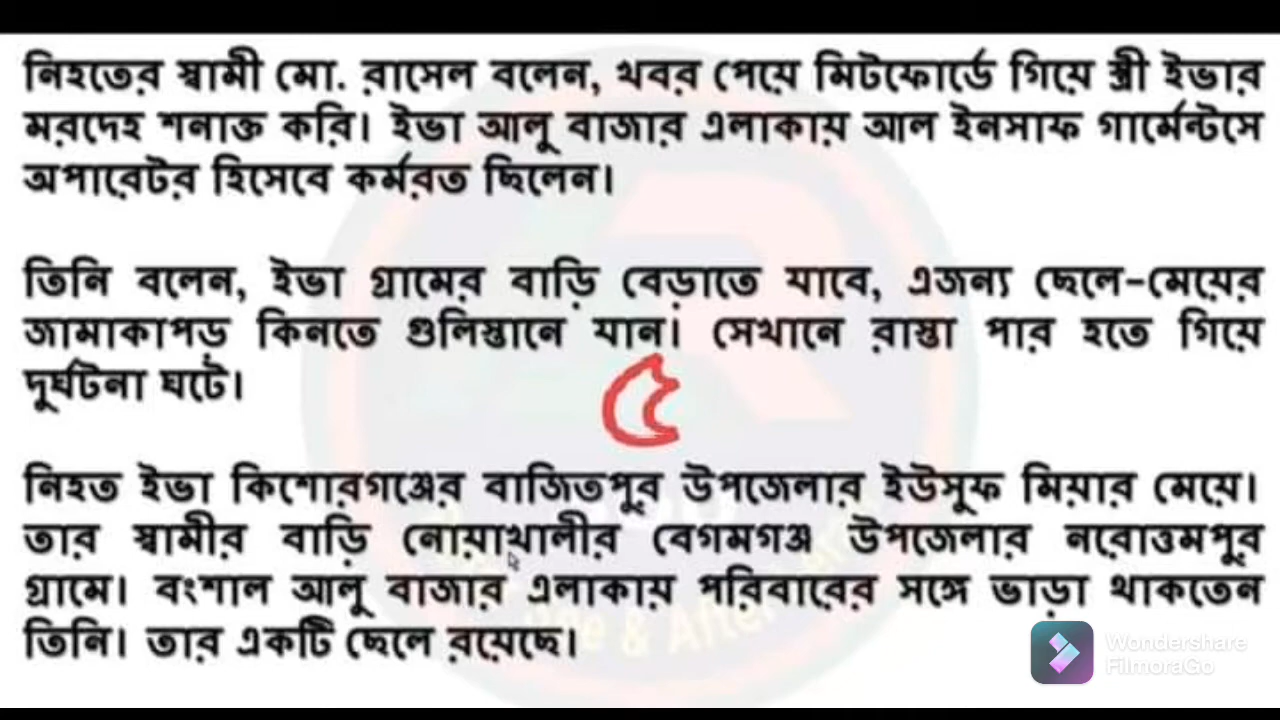 নিহতের স্বামী মো. রাসেল বলেন, খবর পেয়ে মিটফোর্ডে গিয়ে স্ত্রী ইভার
মরদেহ শনাক্ত করি। ইভা আলু বাজার এলাকায় আল ইনসাফ গার্মেন্টসে
অপারেটর হিসেবে কর্মরত ছিলেন।
তিনি বলেন, ইভা গ্রামের বাড়ি বেড়াতে যাবে, এজন্য ছেলে-মেয়ের
জামাকাপড় কিনতে গুলিস্তানে যান। সেখানে রাস্তা পার হতে গিয়ে
দুর্ঘটনা ঘটে।
৫
নিহত ইভা কিশোরগঞ্জের বাজিতপুর উপজেলার ইউসুফ মিয়ার মেয়ে।
তার স্বামীর বাড়ি নোয়াখালীর বেগমগঞ্জ উপজেলার নরোত্তমপুর
গ্রামে। বংশাল আলু বাজার এলাকায় পরিবারের সঙ্গে ভাড়া থাকতেন
তিনি। তার একটি ছেলে রয়েছে।
& After
Wondershare
FilmoraGo